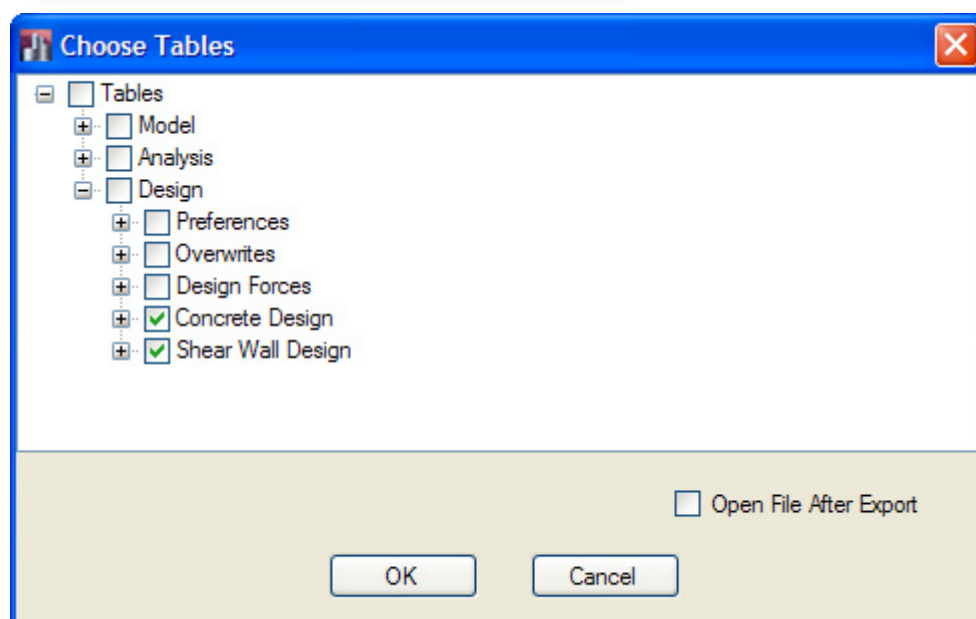 Choose Tables
Tables
Model
Analysis
Design
Preferences
Overwrites
Design Forces
Concrete Design
Shear Wall Design
Open File After Export
OK Cancel